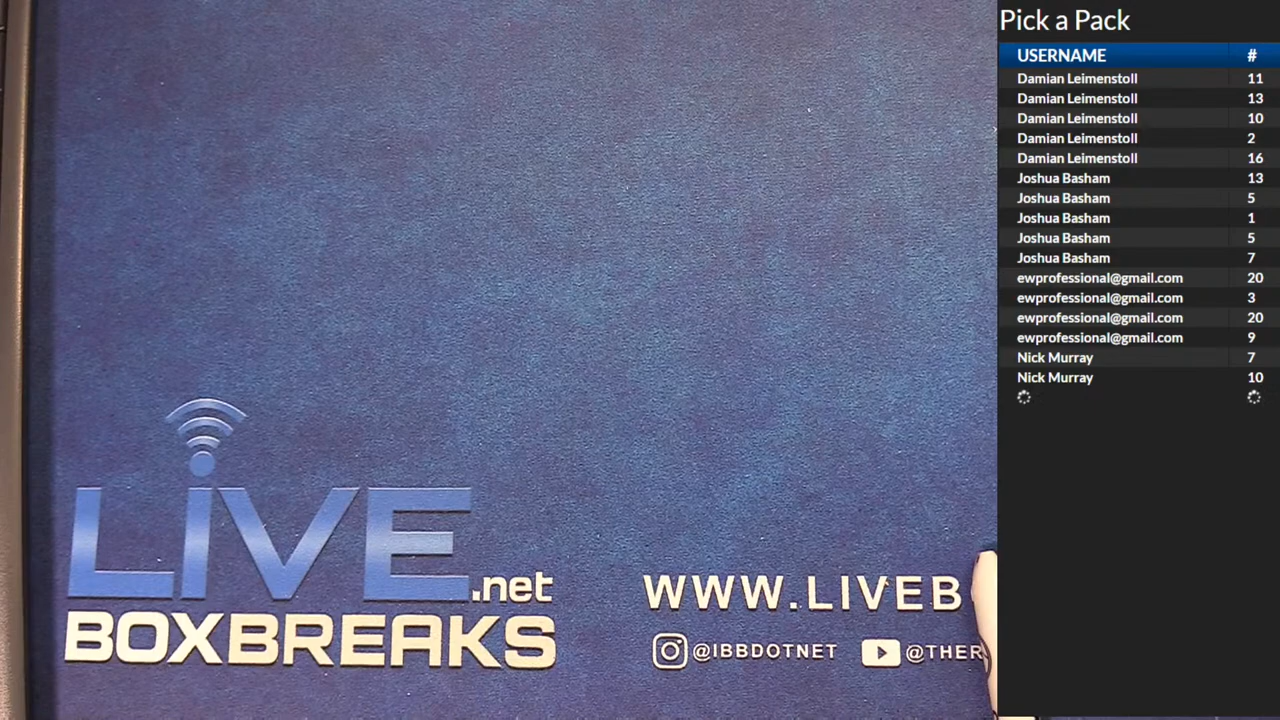 Pick a Pack
USERNAME #
Damian Leimenstoll 11
Damian Leimenstoll 13
Damian Leimenstoll 10
Damian Leimenstoll 2
Damian Leimenstoll 16
Joshua Basham 13
Joshua Basham 5
Joshua Basham 1
Joshua Basham 5
Joshua Basham 7
ewprofessional@gmail.com 20
ewprofessional@gmail.com 3
ewprofessional@gmail.com 20
ewprofessional@gmail.com 9
Nick Murray 7
Nick Murray 10
LiVE.net
BOXBREAKS
WWW.LIVEB
@IBBDOTNET @THER